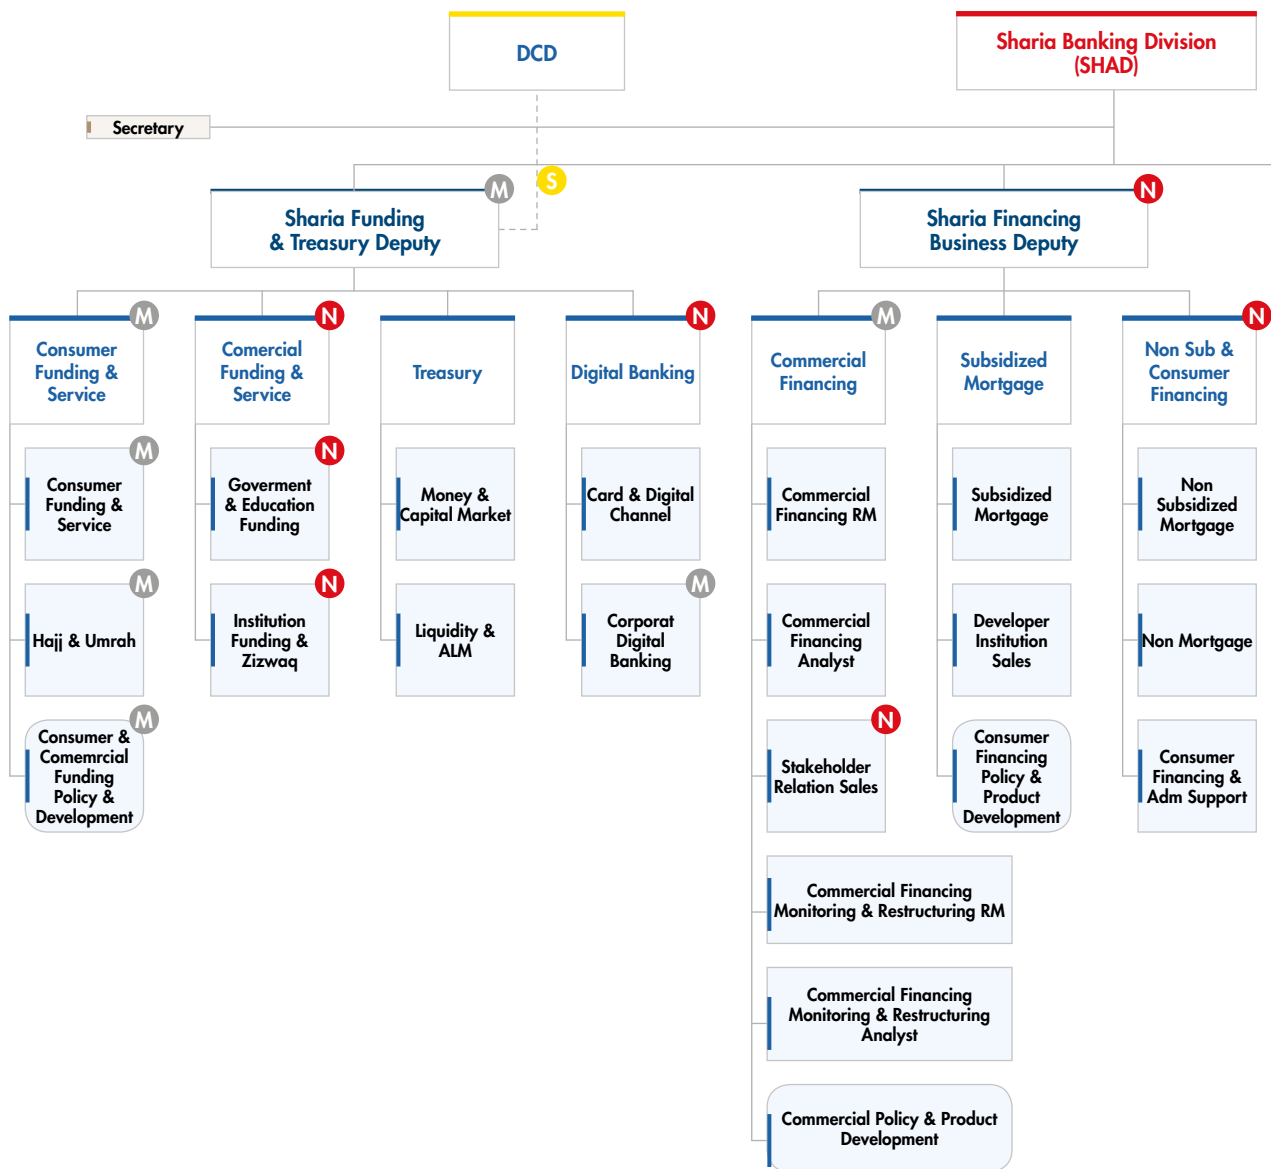 DCD
Sharia Banking Division
(SHAD)
Secretary
S
M
Sharia Funding
& Treasury Deputy
N
Sharia Financing
Business Deputy
M
Consumer
Funding &
Service
N
Comercial
Funding &
Service
Treasury
N
Digital Banking
M
Commercial
Financing
Subsidized
Mortgage
N
Non Sub &
Consumer
Financing
M
Consumer
Funding &
Service
N
Goverment
& Education
Funding
Money &
Capital Market
Card & Digital
Channel
Commercial
Financing RM
Subsidized
Mortgage
Non
Subsidized
Mortgage
M
Hajj & Umrah
N
Institution
Funding &
Zizwaq
Liquidity &
ALM
M
Corporat
Digital
Banking
Commercial
Financing
Analyst
Developer
Institution
Sales
Non Mortgage
M
Consumer &
Comemrcial
Funding
Policy &
Development
N
Stakeholder
Relation Sales
Consumer
Financing
Policy &
Product
Development
Consumer
Financing &
Adm Support
Commercial Financing
Monitoring & Restructuring RM
Commercial Financing
Monitoring & Restructuring
Analyst
Commercial Policy & Product
Development